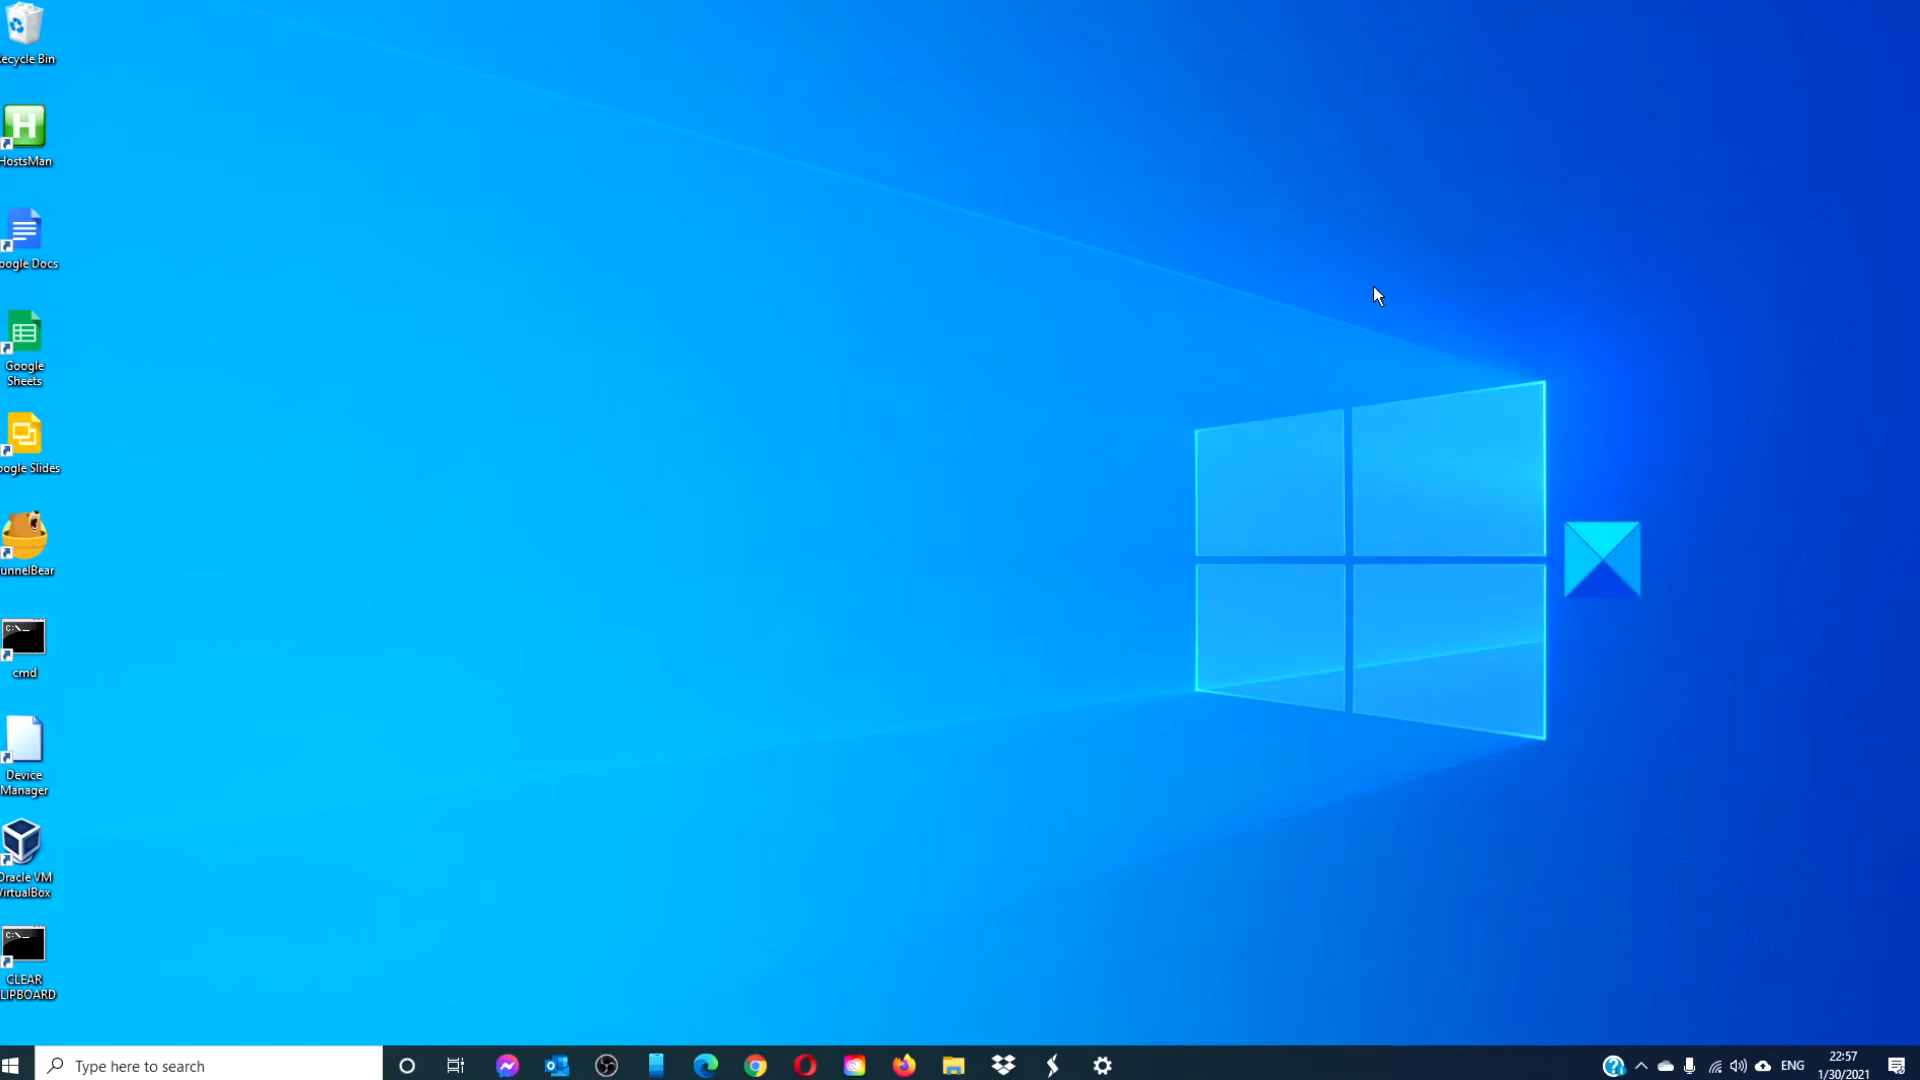 ecycle Bin
HostsMan
oogle Docs
Google
Sheets
oogle Slides
unnelBear
C:\_
cmd
Device
Manager
Oracle VM
VirtualBox
C:\_
CLEAR
LIPBOARD
Type here to search
ENG
22:57
1/30/2021